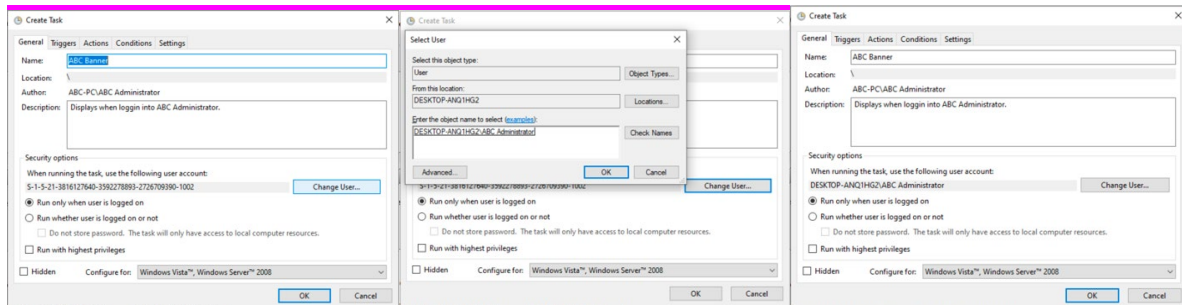 Create Task
General Triggers Actions Conditions Settings
Name: ABC Banner
Location: \
Author: ABC-PC\ABC Administrator
Description: Displays when loggin into ABC Administrator.
Security options
When running the task, use the following user account:
S-1-5-21-3816127640-3592278893-2726709390-1002
Change User...
Run only when user is logged on
Run whether user is logged on or not
Do not store password. The task will only have access to local computer resources.
Run with highest privileges
Hidden Configure for: Windows Vista™, Windows Server™ 2008
OK Cancel
Create Task
Select User
Select this object type:
User
Object Types...
From this location:
DESKTOP-ANQ1HG2
Locations...
Enter the object name to select (examples):
DESKTOP-ANQ1HG2\ABC Administrator
Check Names
Advanced...
OK Cancel
S-1-5-21-3816127640-3592278893-2726709390-1002
Change User...
Run only when user is logged on
Run whether user is logged on or not
Do not store password. The task will only have access to local computer resources.
Run with highest privileges
Hidden Configure for: Windows Vista™, Windows Server™ 2008
OK Cancel
Create Task
General Triggers Actions Conditions Settings
Name: ABC Banner
Location: \
Author: ABC-PC\ABC Administrator
Description: Displays when loggin into ABC Administrator.
Security options
When running the task, use the following user account:
DESKTOP-ANQ1HG2\ABC Administrator
Change User...
Run only when user is logged on
Run whether user is logged on or not
Do not store password. The task will only have access to local computer resources.
Run with highest privileges
Hidden Configure for: Windows Vista™, Windows Server™ 2008
OK Cancel